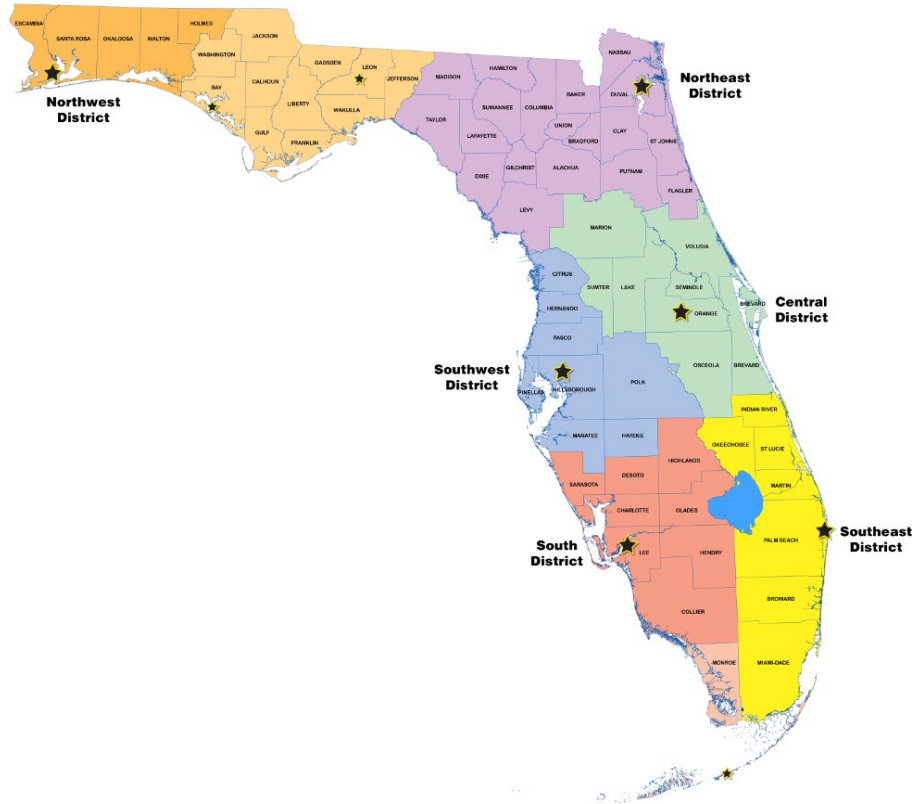 ESCAMBIA
SANTA ROSA
OKALOOSA
WALTON
HOLMES
WASHINGTON
JACKSON
BAY
CALHOUN
GULF
GADSDEN
LIBERTY
FRANKLIN
LEON
WAKULLA
JEFFERSON
Northwest
District
MADISON
HAMILTON
TAYLOR
SUWANNEE
LAFAYETTE
COLUMBIA
BAKER
NASSAU
DUVAL
UNION
BRADFORD
CLAY
ST JOHNS
DIXIE
GILCHRIST
ALACHUA
PUTNAM
FLAGLER
LEVY
Northeast
District
MARION
VOLUSIA
SUMTER
LAKE
SEMINOLE
ORANGE
BREVARD
OSCEOLA
BREVARD
Central
District
CITRUS
HERNANDO
PASCO
PINELLAS
HILLSBOROUGH
POLK
MANATEE
HARDEE
Southwest
District
INDIAN RIVER
OKEECHOBEE
ST LUCIE
MARTIN
PALM BEACH
BROWARD
MIAMI-DADE
Southeast
District
SARASOTA
DESOTO
HIGHLANDS
CHARLOTTE
GLADES
LEE
HENDRY
COLLIER
MONROE
South
District